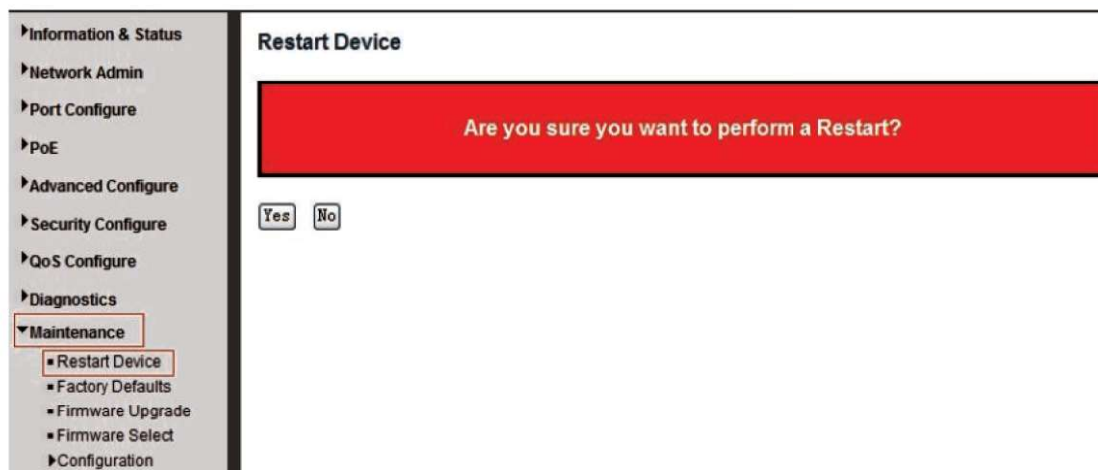 Information & Status
Network Admin
Port Configure
PoE
Advanced Configure
Security Configure
QoS Configure
Diagnostics
Maintenance
Restart Device
Factory Defaults
Firmware Upgrade
Firmware Select
Configuration
Restart Device
Are you sure you want to perform a Restart?
Yes No